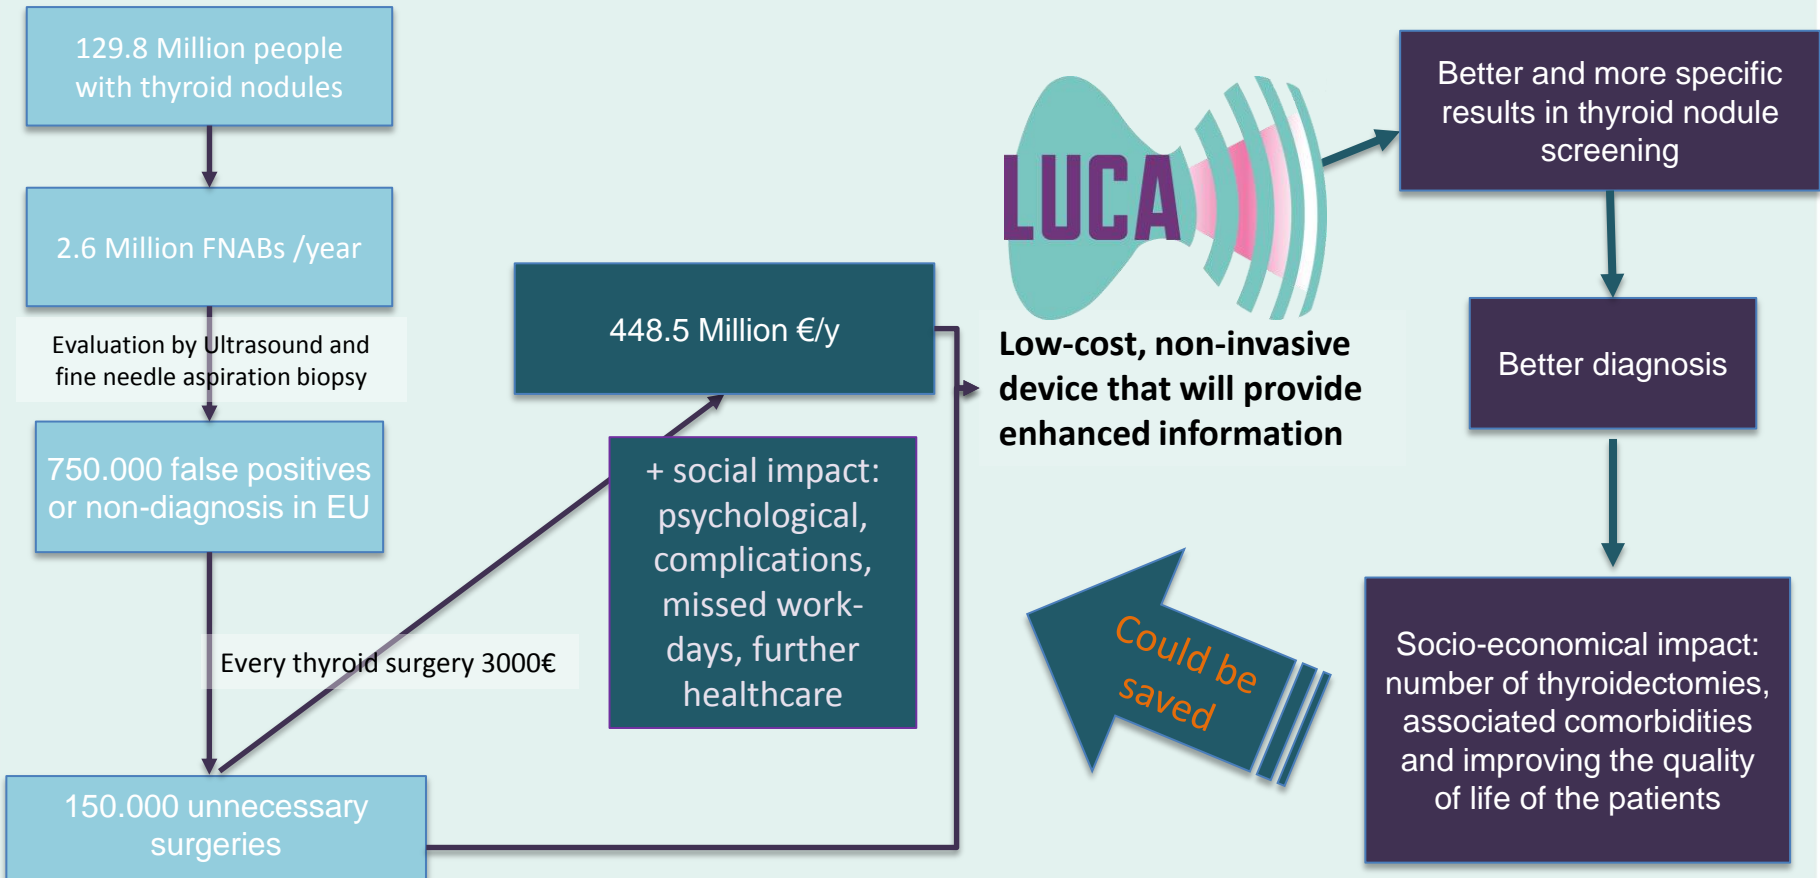 129.8 Million people
with thyroid nodules
2.6 Million FNABs /year
Evaluation by Ultrasound and
fine needle aspiration biopsy
750.000 false positives
or non-diagnosis in EU
Every thyroid surgery 3000€
150.000 unnecessary
surgeries
448.5 Million €/y
+ social impact:
psychological,
complications,
missed work-
days, further
healthcare
LUCA
Low-cost, non-invasive
device that will provide
enhanced information
Better and more specific
results in thyroid nodule
screening
Better diagnosis
Socio-economical impact:
number of thyroidectomies,
associated comorbidities
and improving the quality
of life of the patients
Could be
saved